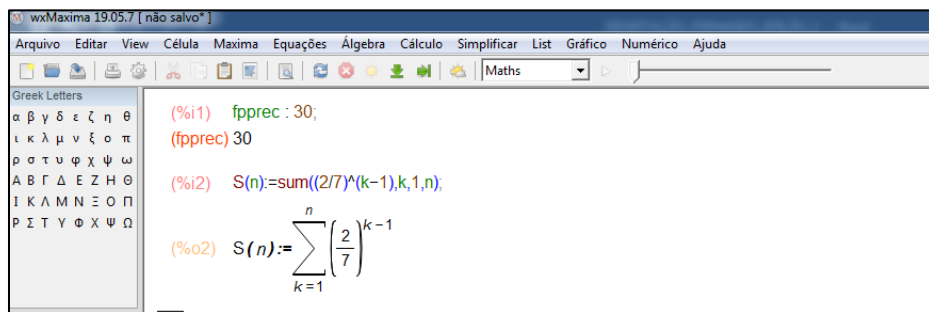 wxMaxima 19.05.7 [ não salvo* ]
Arquivo Editar View Célula Maxima Equações Álgebra Cálculo Simplificar List Gráfico Numérico Ajuda
Maths
Greek Letters
α β γ δ ε ζ η θ
ι κ λ μ ν ξ ο π
ρ σ τ υ φ χ ψ ω
Α Β Γ Δ Ε Ζ Η Θ
Ι Κ Λ Μ Ν Ξ Ο Π
Ρ Σ Τ Υ Φ Χ Ψ Ω
(%i1) fpprec : 30;
(fpprec) 30
(%i2) S(n):=sum((2/7)^(k−1),k,1,n);
(%o2) S(n):=∑_{k=1}^{n} (2/7)^{k−1}